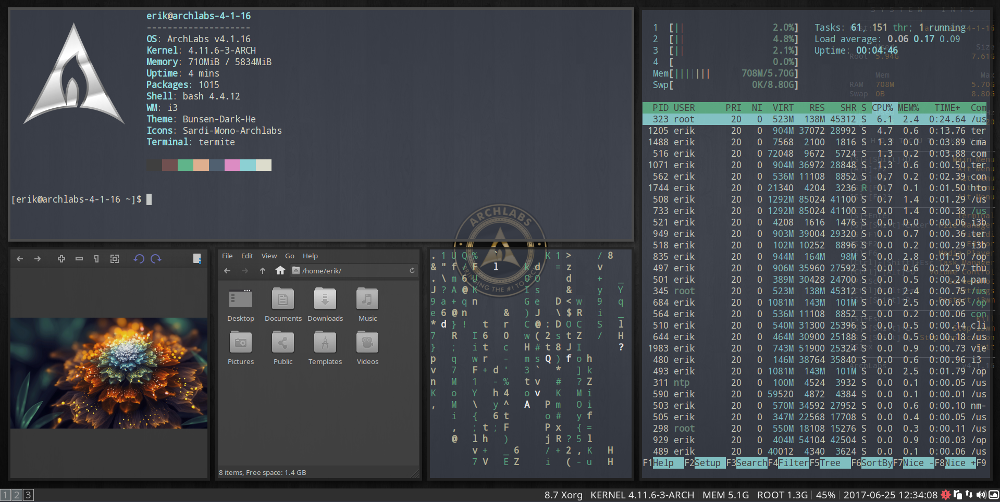 erik@archlabs-4-1-16
OS: ArchLabs v4.1.16
Kernel: 4.11.6-3-ARCH
Memory: 710MiB / 5834MiB
Uptime: 4 mins
Packages: 1015
Shell: bash 4.4.12
WM: i3
Theme: Bunsen-Dark-He
Icons: Sardi-Mono-Archlabs
Terminal: termite
[erik@archlabs-4-1-16 ~]$
1 [ 2.0%]
2 [ 4.8%]
3 [ 2.1%]
4 [ 0.0%]
Mem[ 708M/5.70G]
Swp[ 0K/8.80G]
Tasks: 61, 151 thr; 1 running
Load average: 0.06 0.17 0.09
Uptime: 00:04:46
PID USER PRI NI VIRT RES SHR S CPU% MEM% TIME+ Com
323 root 20 0 523M 138M 45312 S 6.1 2.4 0:24.64 /us
1205 erik 20 0 904M 37072 28992 S 4.7 0.6 0:13.76 ter
1488 erik 20 0 7568 2100 1816 S 1.3 0.0 0:03.89 cma
516 erik 20 0 72048 9672 5724 S 1.3 0.2 0:03.88 com
1071 erik 20 0 904M 36972 28848 S 1.3 0.6 0:00.50 ter
562 erik 20 0 536M 11108 8852 S 0.7 0.2 0:02.39 con
1744 erik 20 0 21340 4204 3236 R 0.7 0.1 0:01.50 hto
508 erik 20 0 1292M 85024 41100 S 0.7 1.4 0:01.29 /us
733 erik 20 0 1292M 85024 41100 S 0.0 1.4 0:00.38 /us
521 erik 20 0 4208 1616 1476 S 0.0 0.0 0:00.06 i3b
949 erik 20 0 903M 39004 29320 S 0.0 0.7 0:00.36 ter
518 erik 20 0 102M 10252 8896 S 0.0 0.2 0:00.29 i3b
835 erik 20 0 944M 164M 98M S 0.0 2.8 0:01.50 /op
497 erik 20 0 906M 35960 27592 S 0.0 0.6 0:02.97 thu
501 erik 20 0 389M 30428 24700 S 0.0 0.5 0:00.24 pam
345 root 20 0 523M 138M 45312 S 0.0 2.4 0:00.75 /us
681 erik 20 0 1081M 143M 101M S 0.0 2.5 0:00.65 /op
564 erik 20 0 536M 11108 8852 S 0.0 0.2 0:00.06 con
510 erik 20 0 540M 31300 25396 S 0.0 0.5 0:00.14 cli
644 erik 20 0 464M 30900 25188 S 0.0 0.5 0:00.18 /us
1983 erik 20 0 743M 51900 25324 S 0.0 0.9 0:00.73 vie
480 erik 20 0 146M 38764 35840 S 0.0 0.6 0:00.96 i3
493 erik 20 0 1081M 143M 101M S 0.0 2.5 0:01.79 /op
311 ntp 20 0 100M 4524 3932 S 0.0 0.1 0:00.05 /us
590 erik 20 0 59520 4872 4384 S 0.0 0.1 0:00.01 /us
503 erik 20 0 570M 34592 27952 S 0.0 0.6 0:00.10 nm-
505 erik 20 0 347M 22568 17708 S 0.0 0.4 0:00.05 /us
298 root 20 0 550M 18108 15276 S 0.0 0.3 0:00.11 /us
929 erik 20 0 404M 54104 42504 S 0.0 0.9 0:00.03 /op
489 erik 20 0 40012 4340 3624 S 0.0 0.1 0:00.06 /us
F1Help F2Setup F3Search F4Filter F5Tree F6SortBy F7Nice - F8Nice + F9
File Edit View Go Help
/home/erik/
Desktop Documents Downloads Music
Pictures Public Templates Videos
8 items, Free space: 1.4 GB
ARCHLABS
1 2 3
8.7 Xorg KERNEL 4.11.6-3-ARCH MEM 5.1G ROOT 1.3G 45% 2017-06-25 12:34:08